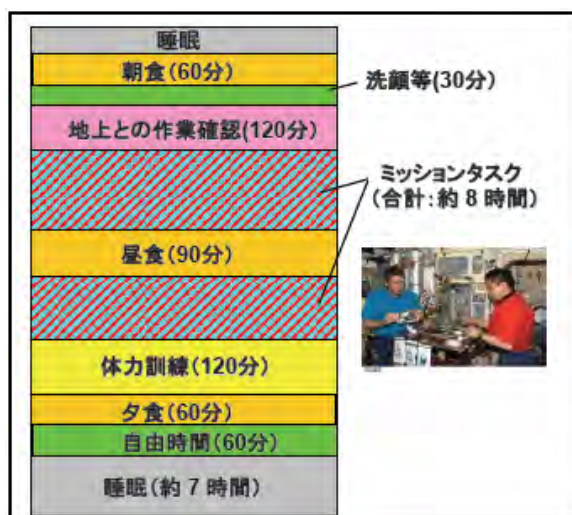 睡眠
朝食(60分)
洗顔等(30分)
地上との作業確認(120分)
ミッションタスク
(合計:約8時間)
昼食(90分)
体力訓練(120分)
夕食(60分)
自由時間(60分)
睡眠(約7時間)